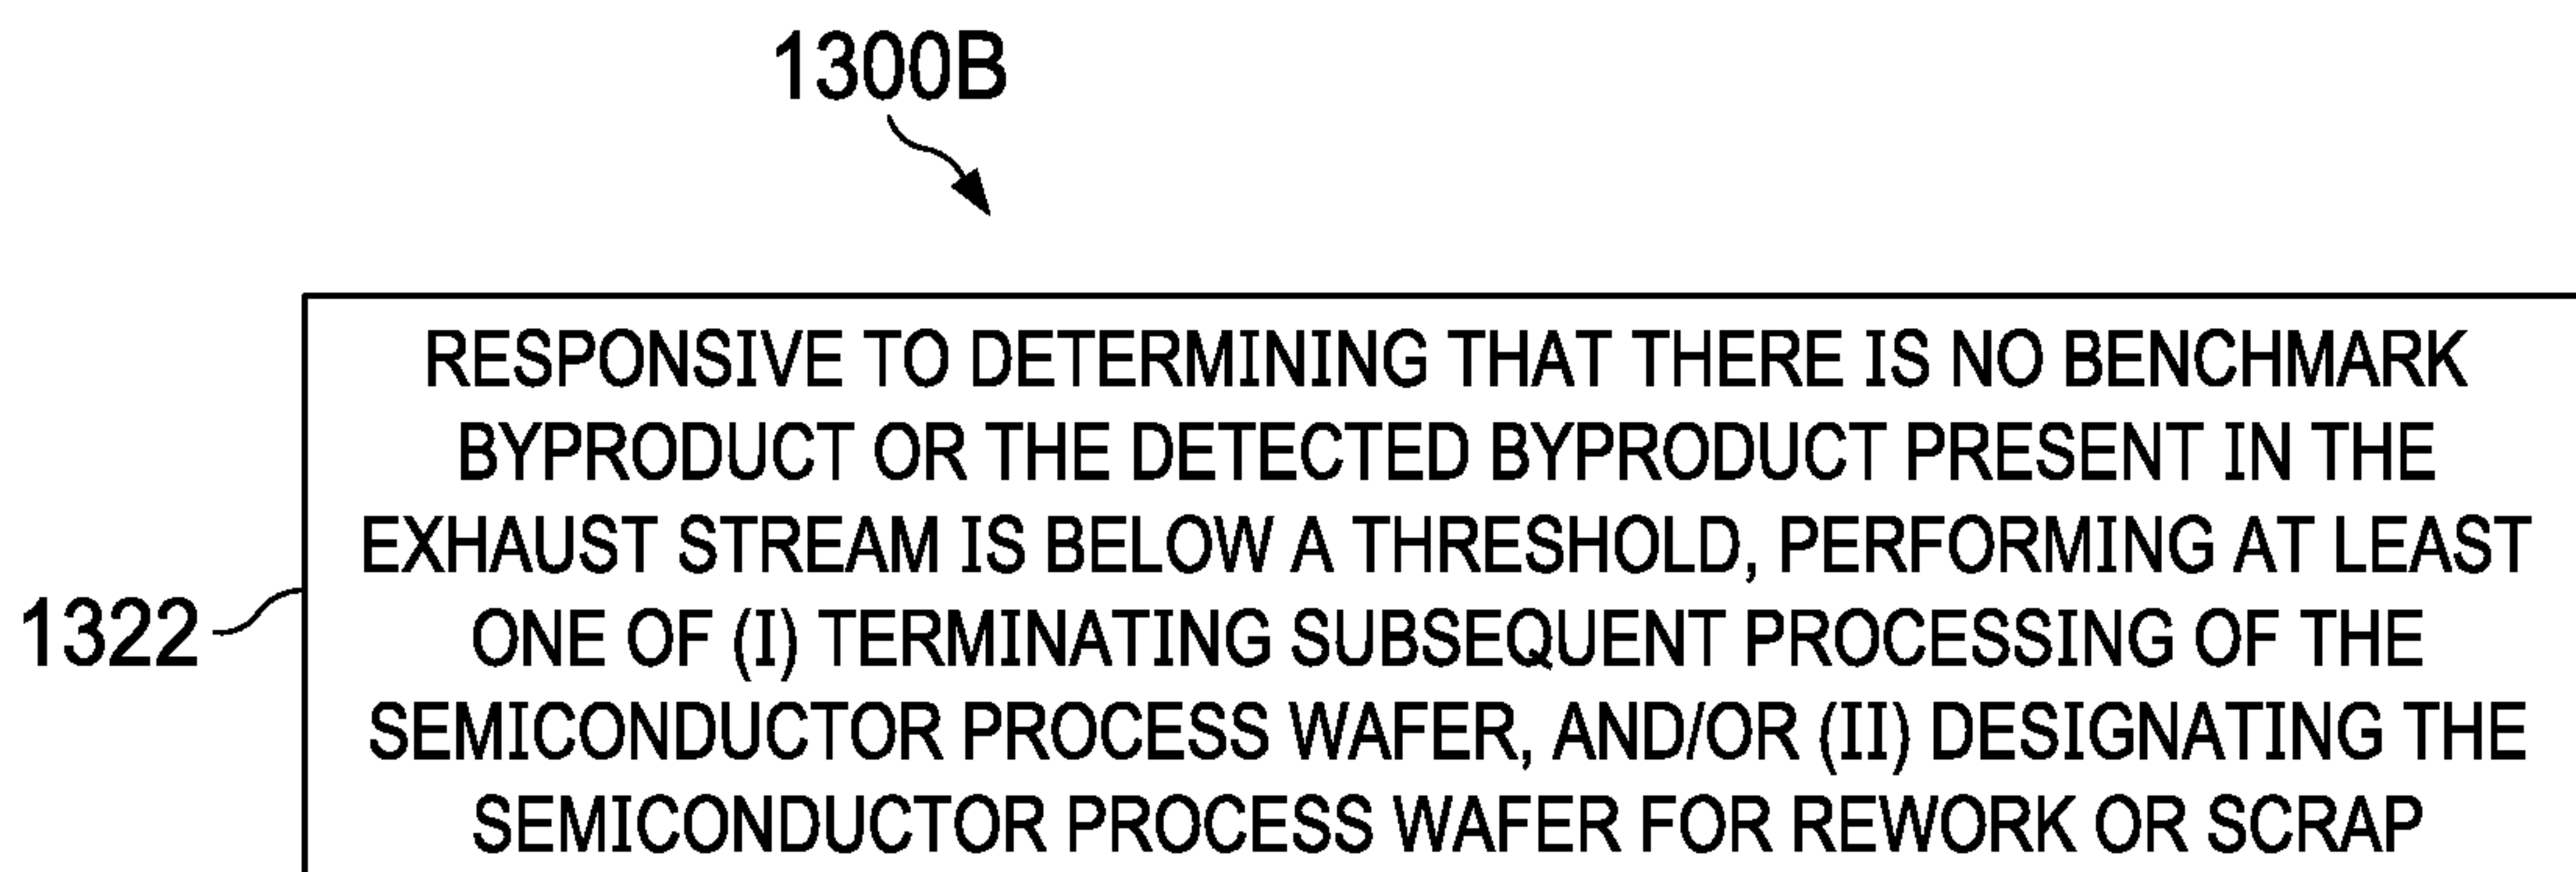 1300B
RESPONSIVE TO DETERMINING THAT THERE IS NO BENCHMARK
BYPRODUCT OR THE DETECTED BYPRODUCT PRESENT IN THE
EXHAUST STREAM IS BELOW A THRESHOLD, PERFORMING AT LEAST
ONE OF (I) TERMINATING SUBSEQUENT PROCESSING OF THE
SEMICONDUCTOR PROCESS WAFER, AND/OR (II) DESIGNATING THE
SEMICONDUCTOR PROCESS WAFER FOR REWORK OR SCRAP
1322